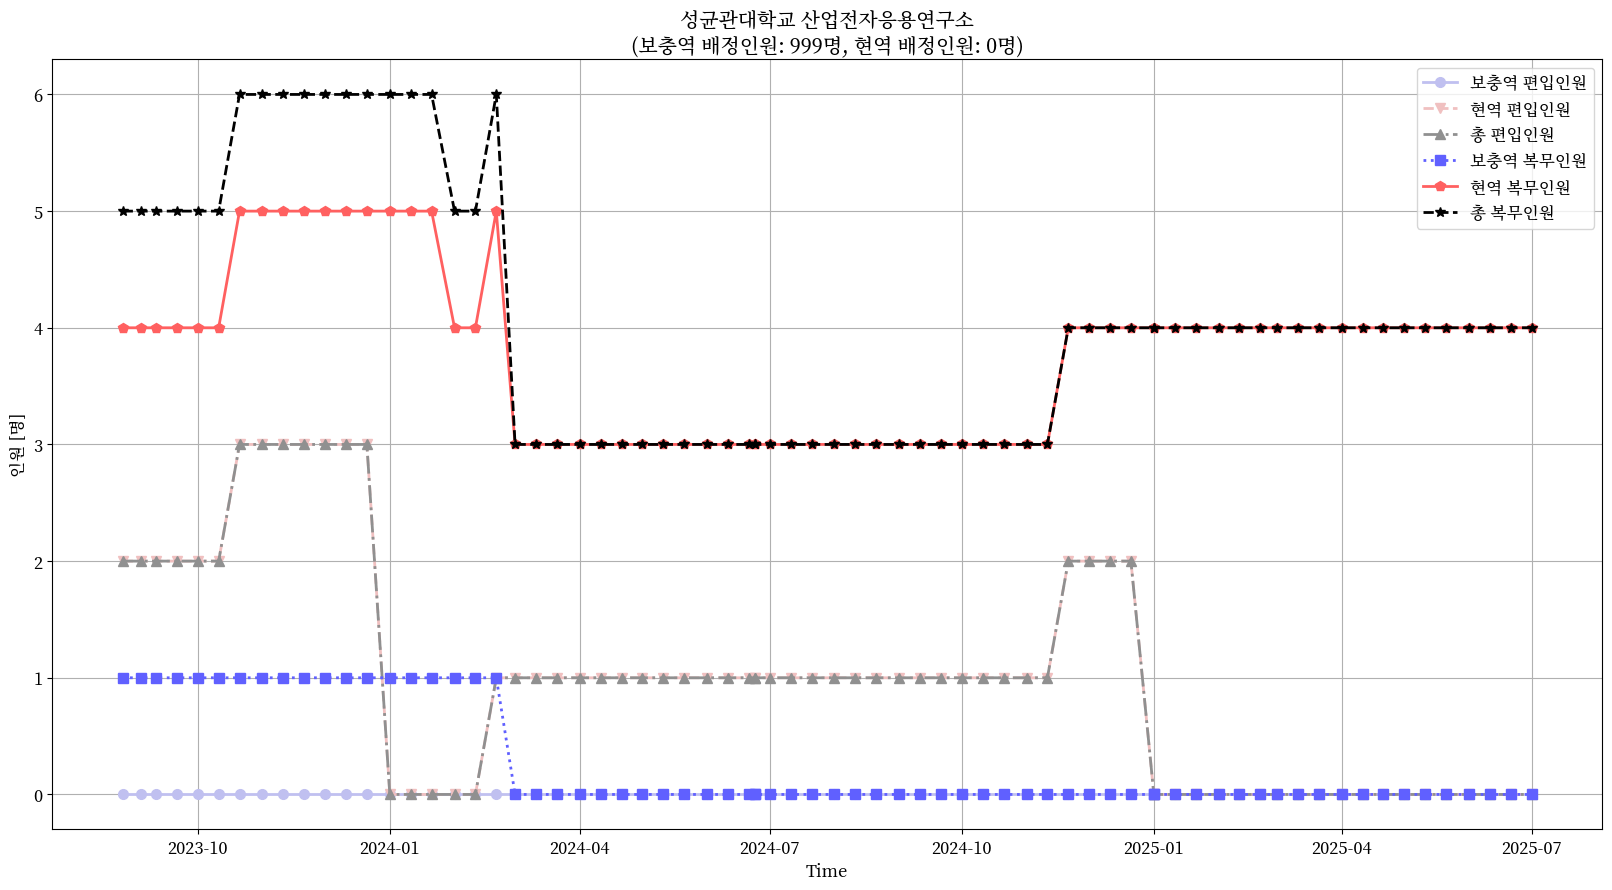 성균관대학교 산업전자응용연구소
(보충역 배정인원: 999명, 현역 배정인원: 0명)
보충역 편입인원
현역 편입인원
총 편입인원
보충역 복무인원
현역 복무인원
총 복무인원
인원 [명]
6
5
4
3
2
1
0
2023-10
2024-01
2024-04
2024-07
2024-10
2025-01
2025-04
2025-07
Time